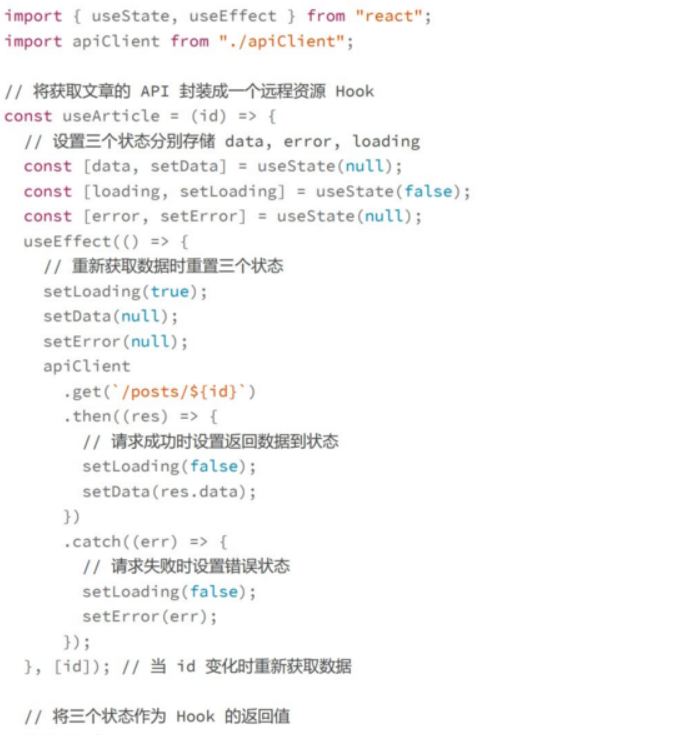 import { useState, useEffect } from "react";
import apiClient from "./apiClient";

// 将获取文章的 API 封装成一个远程资源 Hook
const useArticle = (id) => {
  // 设置三个状态分别存储 data, error, loading
  const [data, setData] = useState(null);
  const [loading, setLoading] = useState(false);
  const [error, setError] = useState(null);
  useEffect(() => {
    // 重新获取数据时重置三个状态
    setLoading(true);
    setData(null);
    setError(null);
    apiClient
      .get(`/posts/${id}`)
      .then((res) => {
        // 请求成功时设置返回数据到状态
        setLoading(false);
        setData(res.data);
      })
      .catch((err) => {
        // 请求失败时设置错误状态
        setLoading(false);
        setError(err);
      });
  }, [id]); // 当 id 变化时重新获取数据

  // 将三个状态作为 Hook 的返回值